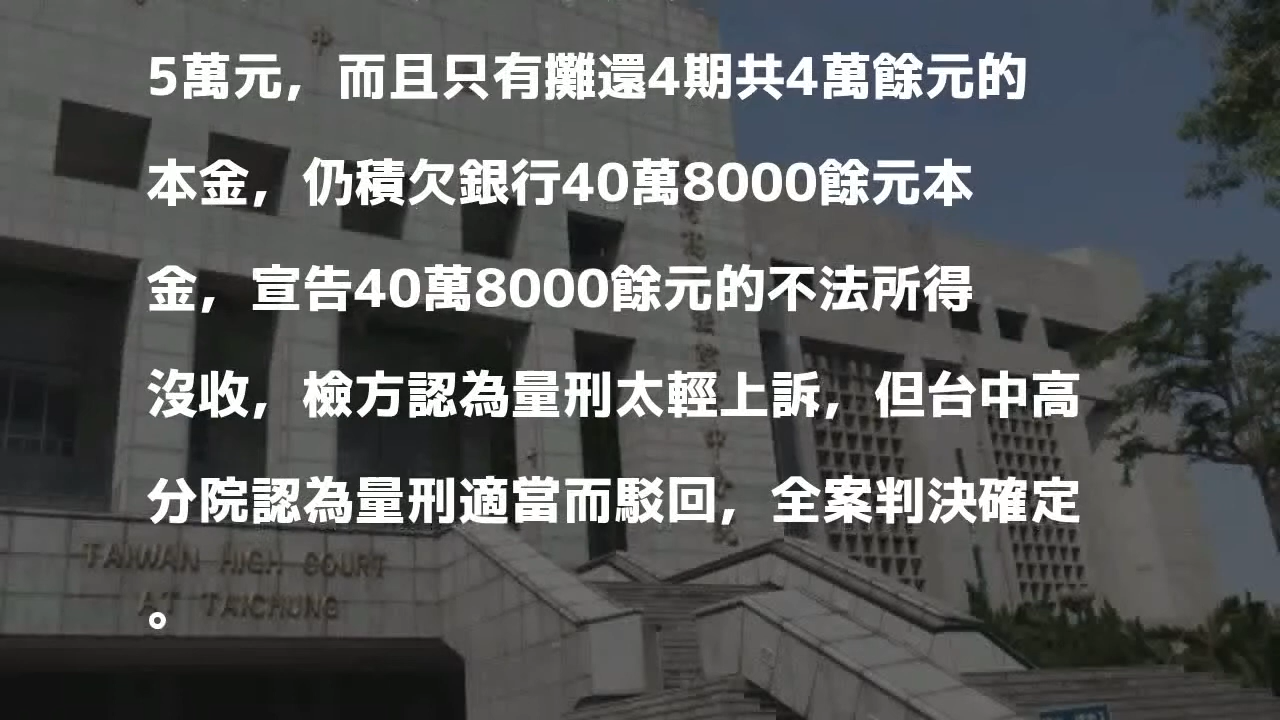 5萬元，而且只有攤還4期共4萬餘元的
本金，仍積欠銀行40萬8000餘元本
金，宣告40萬8000餘元的不法所得
沒收，檢方認為量刑太輕上訴，但台中高
分院認為量刑適當而駁回，全案判決確定
。
TAIWAN HIGH COURT
AT TAICHUNG